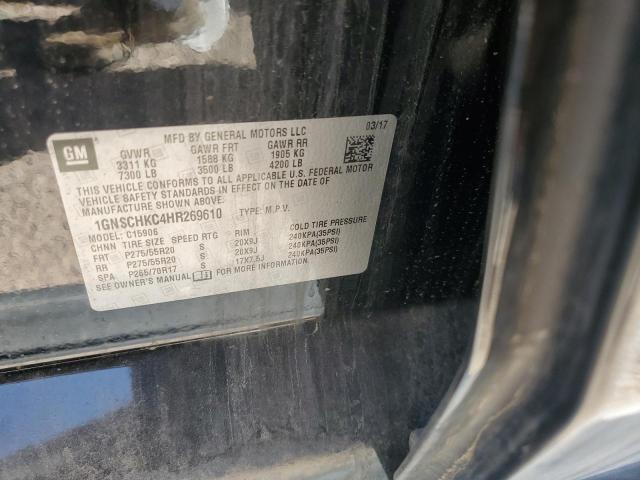 GM
MFD BY GENERAL MOTORS LLC
03/17
GVWR GAWR FRT GAWR RR
3311 KG 1588 KG 1905 KG
7300 LB 3500 LB 4200 LB
THIS VEHICLE CONFORMS TO ALL APPLICABLE U.S. FEDERAL MOTOR
VEHICLE SAFETY STANDARDS IN EFFECT ON THE DATE OF
MANUFACTURE SHOWN ABOVE.
1GNSCHKC4HR269610 TYPE: M.P.V.
MODEL: C15906
CHNN TIRE SIZE SPEED RTG RIM COLD TIRE PRESSURE
FRT P275/55R20 S 20X9J 240KPA(35PSI)
RR P275/55R20 S 20X9J 240KPA(35PSI)
SPA P265/70R17 S 17X7.5J 240KPA(35PSI)
SEE OWNER'S MANUAL FOR MORE INFORMATION.